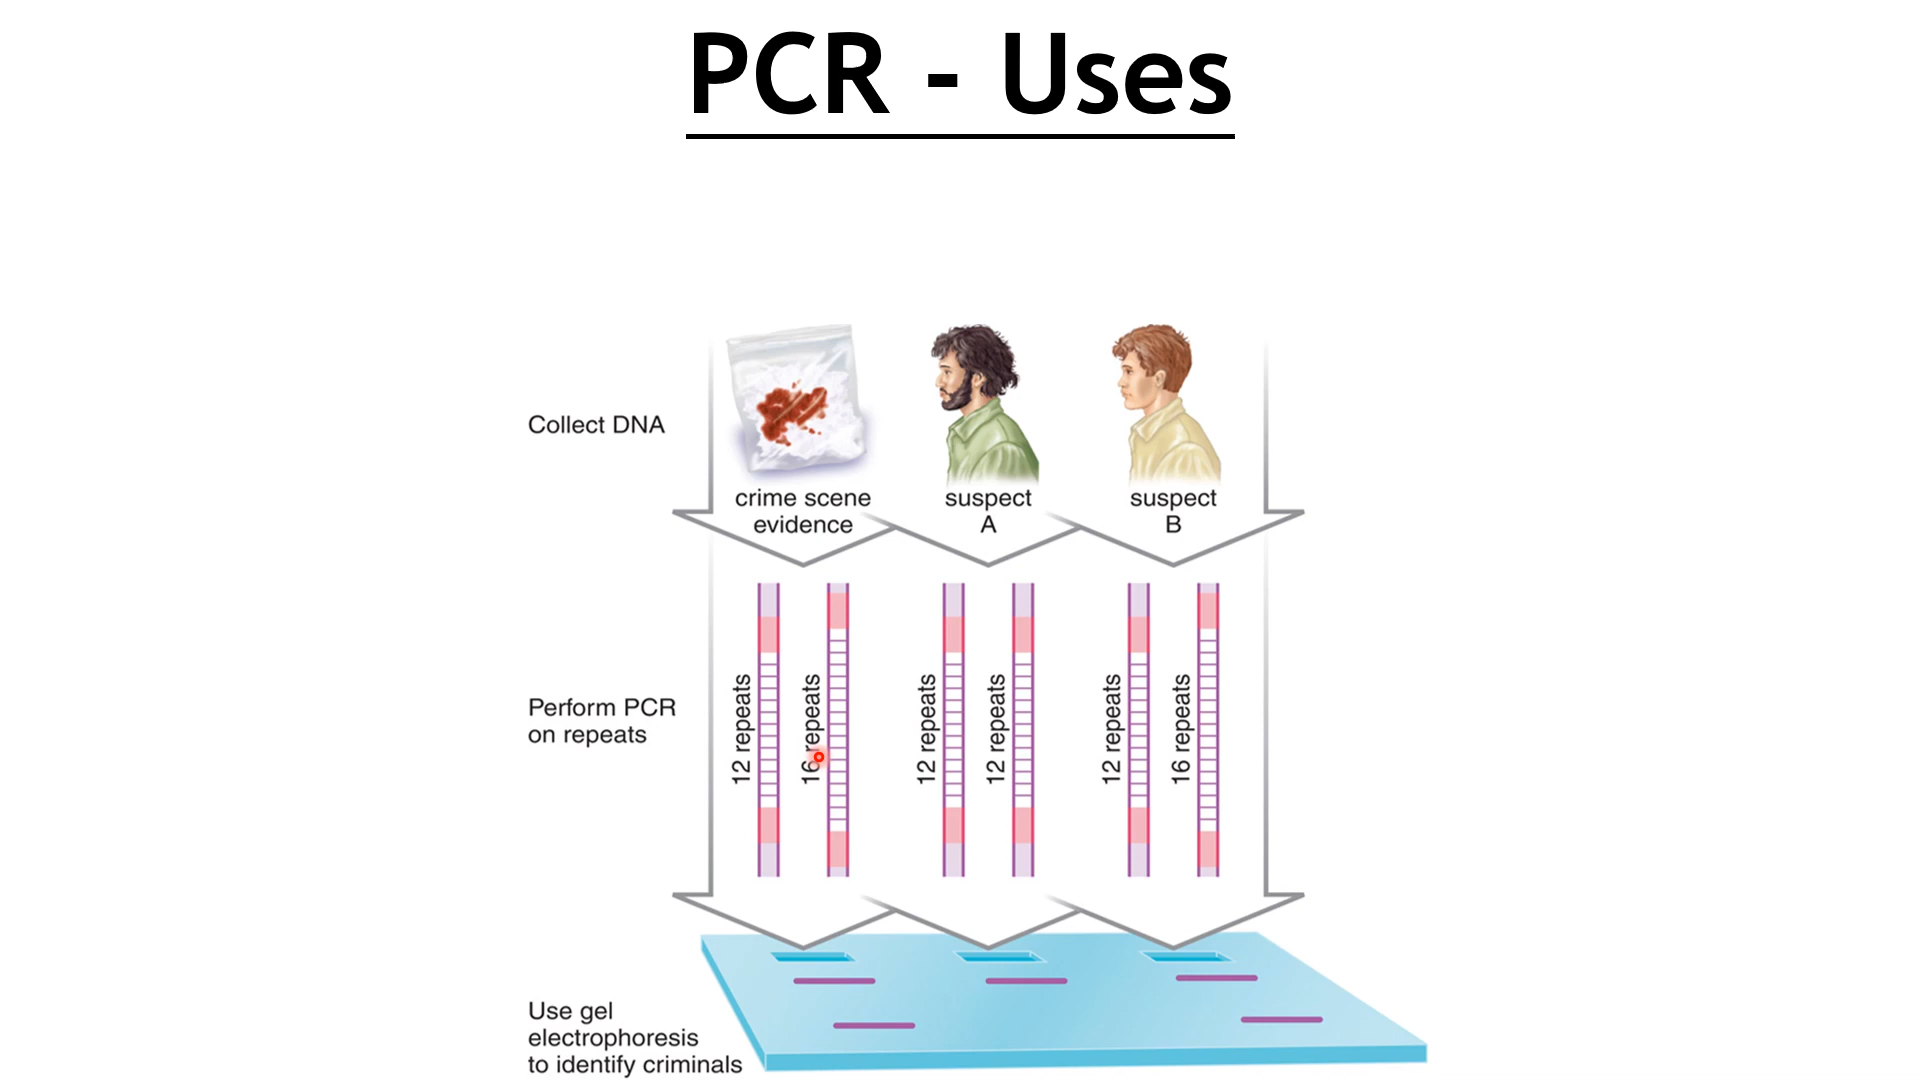 PCR - Uses
Collect DNA
crime scene
evidence
suspect
A
suspect
B
Perform PCR
on repeats
12 repeats
16 repeats
12 repeats
12 repeats
12 repeats
16 repeats
Use gel
electrophoresis
to identify criminals